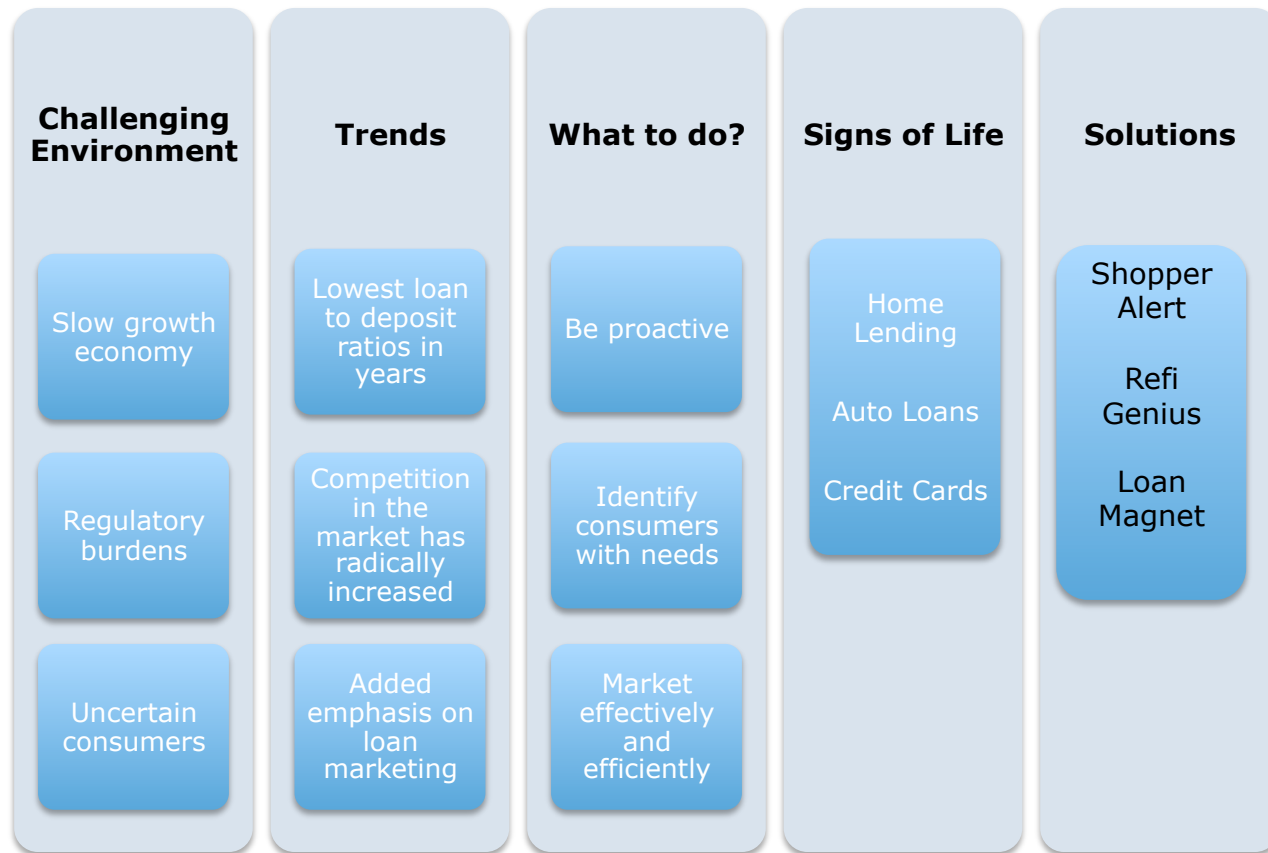 Challenging
Environment
Slow growth
economy
Regulatory
burdens
Uncertain
consumers
Trends
Lowest loan
to deposit
ratios in
years
Competition
in the
market has
radically
increased
Added
emphasis on
loan
marketing
What to do?
Be proactive
Identify
consumers
with needs
Market
effectively
and
efficiently
Signs of Life
Home
Lending
Auto Loans
Credit Cards
Solutions
Shopper
Alert
Refi
Genius
Loan
Magnet